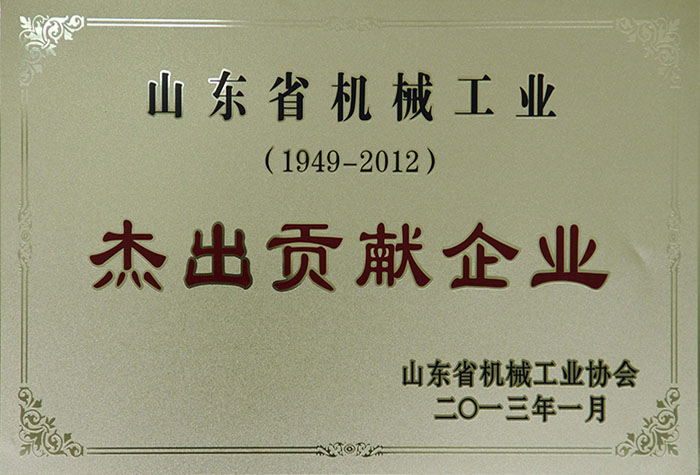 山东省机械工业
（1949-2012）
杰出贡献企业
山东省机械工业协会
二〇一三年一月